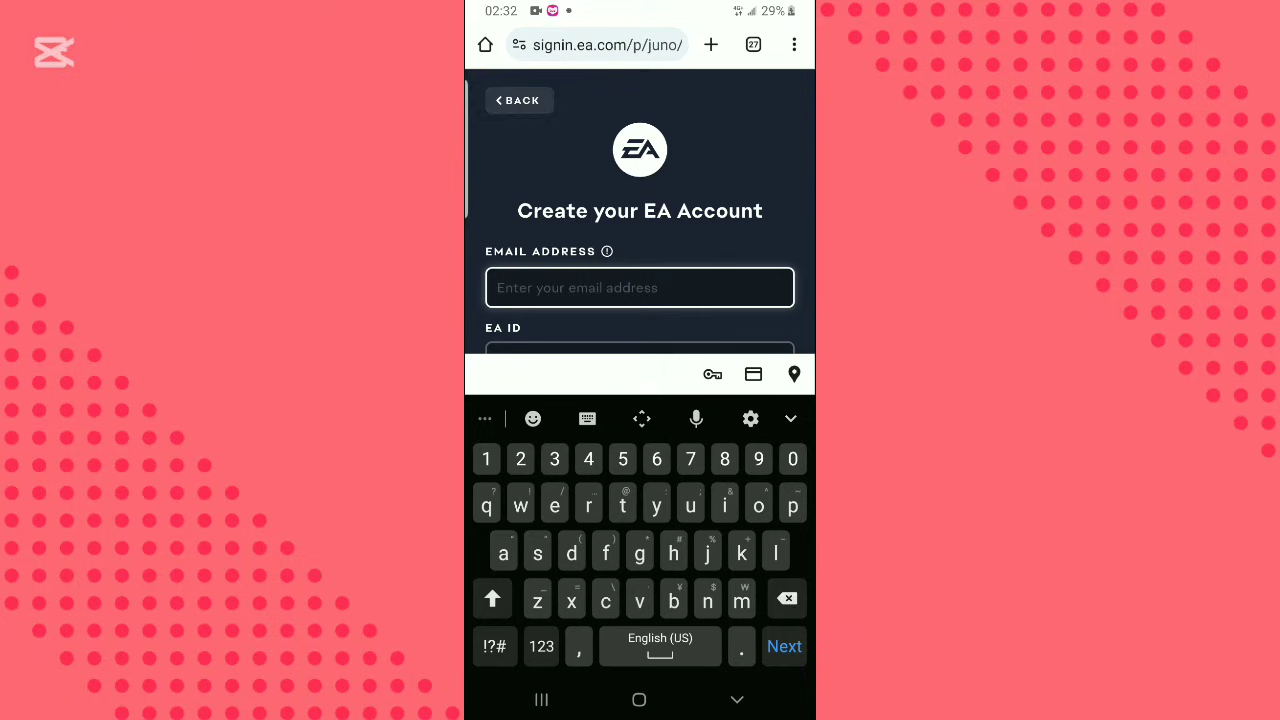 02:32 4G 29%
signin.ea.com/p/juno/ 27
BACK
EA
Create your EA Account
EMAIL ADDRESS
Enter your email address
EA ID
1 2 3 4 5 6 7 8 9 0
q w e r t y u i o p
a s d f g h j k l
z x c v b n m
!?# 123 , English (US) . Next